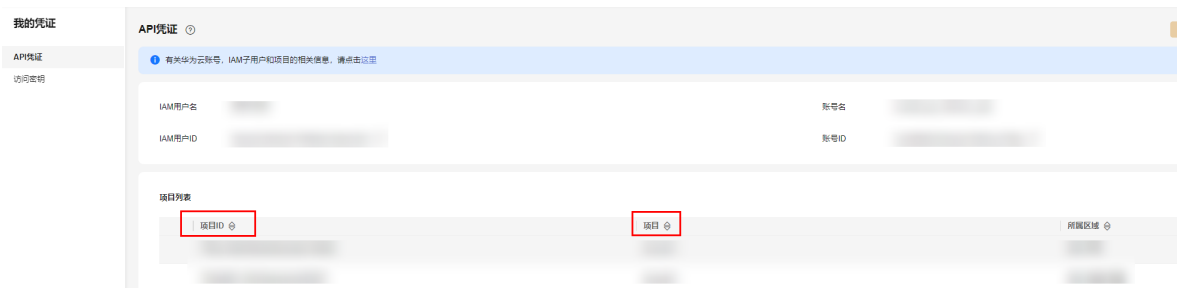 我的凭证
API凭证
访问密钥
API凭证
有关华为云账号，IAM子用户和项目的相关信息，请点击这里
IAM用户名
账号名
IAM用户ID
账号ID
项目列表
项目ID
项目
所属区域